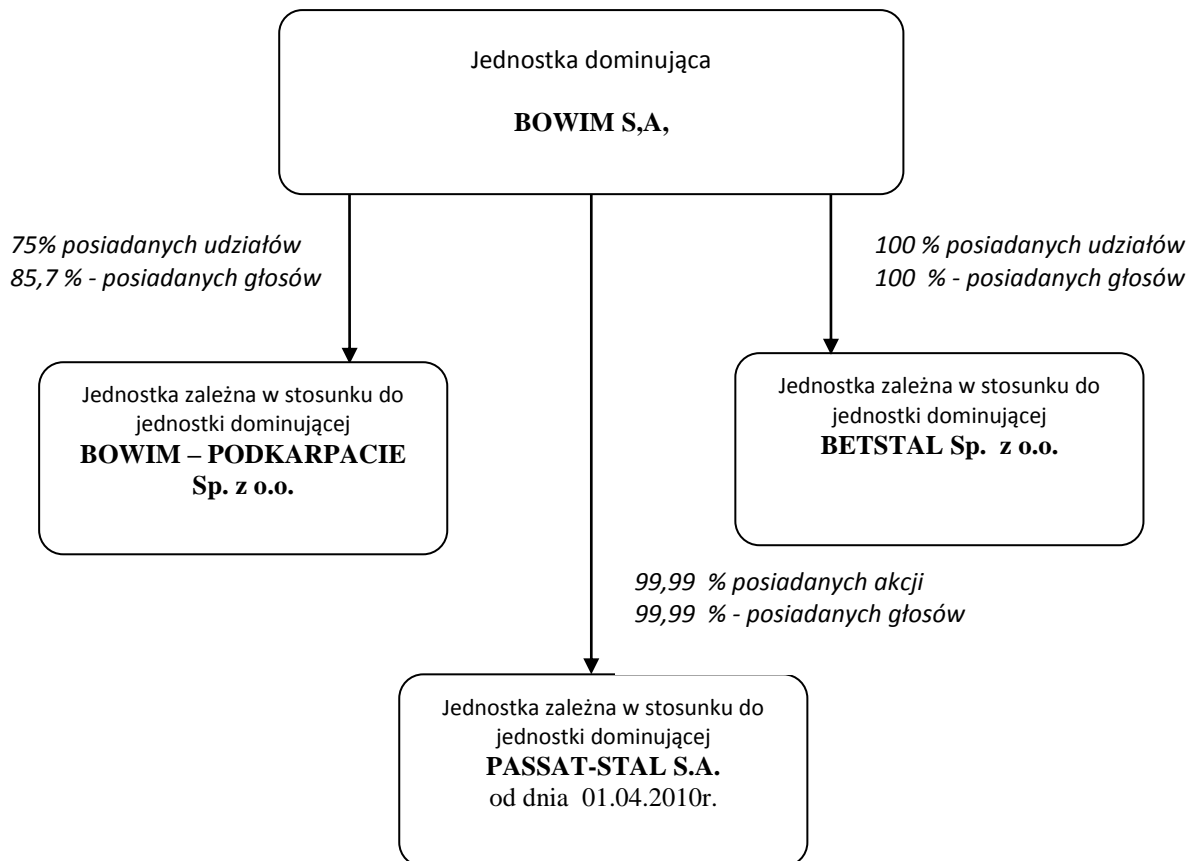 Jednostka dominująca
BOWIM S,A,
75% posiadanych udziałów
85,7 % - posiadanych głosów
100 % posiadanych udziałów
100  % - posiadanych głosów
Jednostka zależna w stosunku do
jednostki dominującej
BOWIM – PODKARPACIE
Sp. z o.o.
Jednostka zależna w stosunku do
jednostki dominującej
BETSTAL Sp.  z o.o.
99,99  % posiadanych akcji
99,99  % - posiadanych głosów
Jednostka zależna w stosunku do
jednostki dominującej
PASSAT-STAL S.A.
od dnia  01.04.2010r.